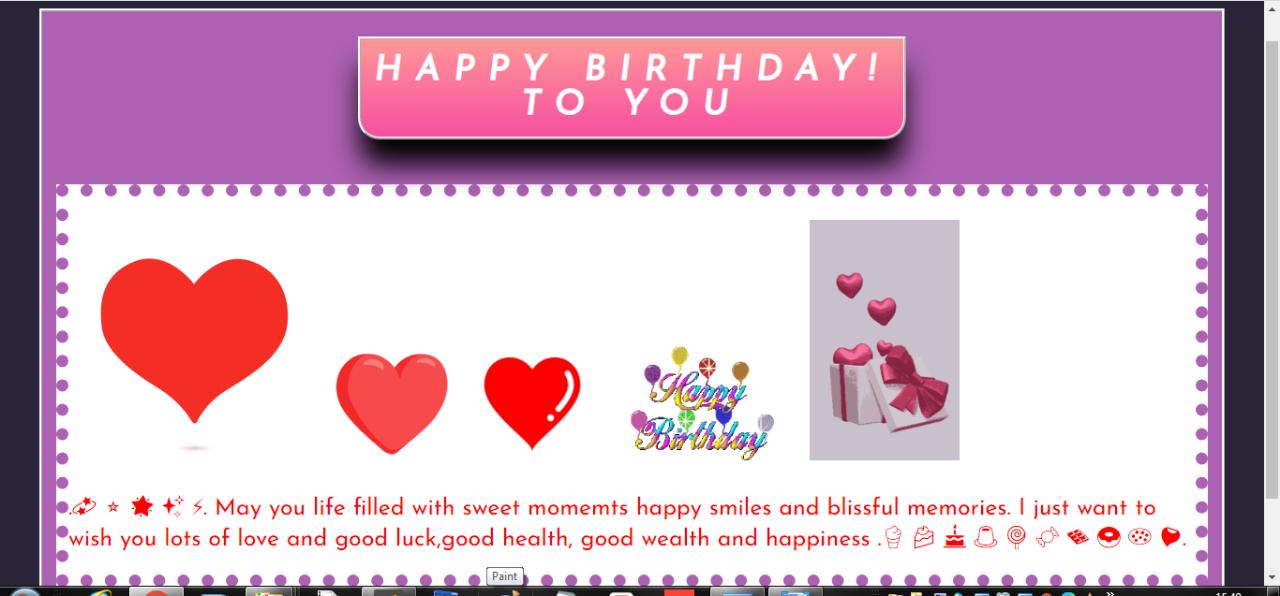 HAPPY BIRTHDAY!
TO YOU
Happy
Birthday
.💫 ⭐ 🌟 ✨ ⚡. May you life filled with sweet momemts happy smiles and blissful memories. I just want to
wish you lots of love and good luck,good health, good wealth and happiness .🍨 🍰 🎂 🍮 🍭 🍬 🍫 🍩 🍪 💝.
Paint